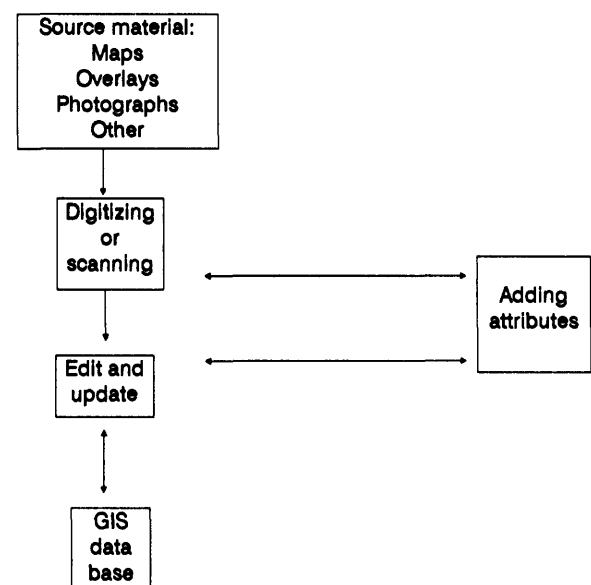 Source material:
Maps
Overlays
Photographs
Other
Digitizing
or
scanning
Adding
attributes
Edit and
update
GIS
data
base